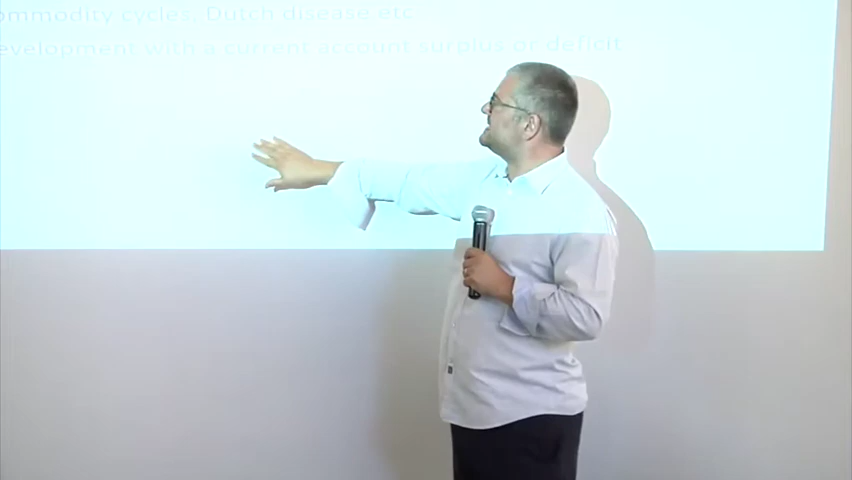 ommodity cycles, Dutch disease etc
evelopment with a current account surplus or deficit